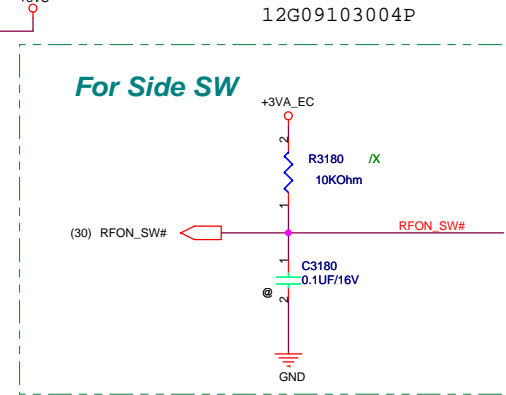 12G09103004P
For Side SW
+3VA_EC
2
R3180 /X
10KOhm
1
(30) RFON_SW#
RFON_SW#
1
C3180
0.1UF/16V
@
2
GND